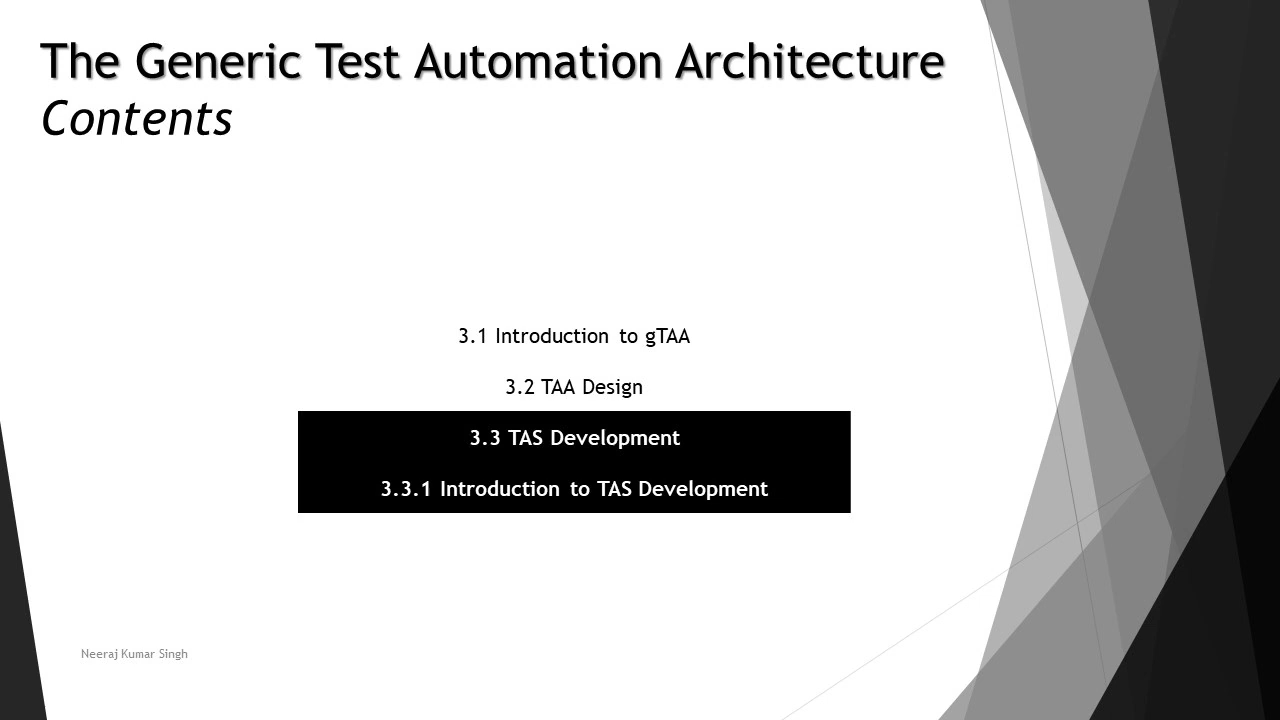 The Generic Test Automation Architecture
Contents
3.1 Introduction to gTAA
3.2 TAA Design
3.3 TAS Development
3.3.1 Introduction to TAS Development
Neeraj Kumar Singh